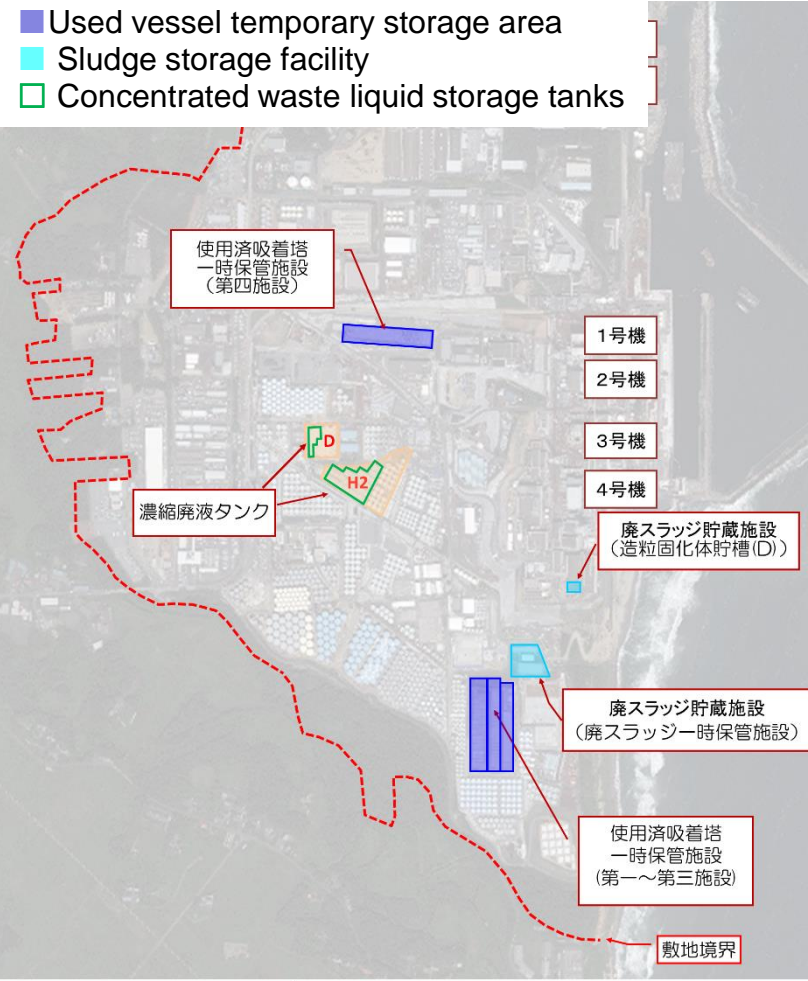 Used vessel temporary storage area
Sludge storage facility
Concentrated waste liquid storage tanks
使用済吸着塔
一時保管施設
（第四施設）
1号機
2号機
3号機
4号機
D
H2
濃縮廃液タンク
廃スラッジ貯蔵施設
（造粒固化体貯槽(D)）
廃スラッジ貯蔵施設
（廃スラッジ一時保管施設）
使用済吸着塔
一時保管施設
(第一～第三施設)
敷地境界